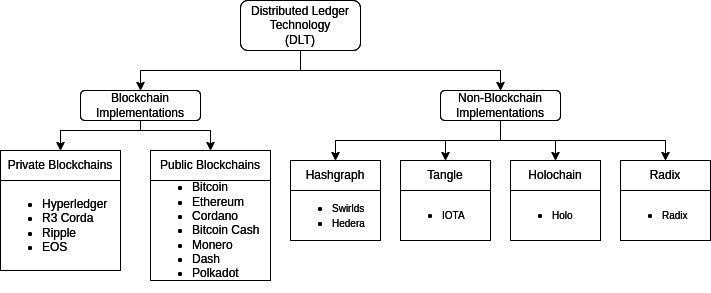 Distributed Ledger
Technology
(DLT)
Blockchain
Implementations
Non-Blockchain
Implementations
Private Blockchains
Hyperledger
R3 Corda
Ripple
EOS
Public Blockchains
Bitcoin
Ethereum
Cordano
Bitcoin Cash
Monero
Dash
Polkadot
Hashgraph
Swirlds
Hedera
Tangle
IOTA
Holochain
Holo
Radix
Radix